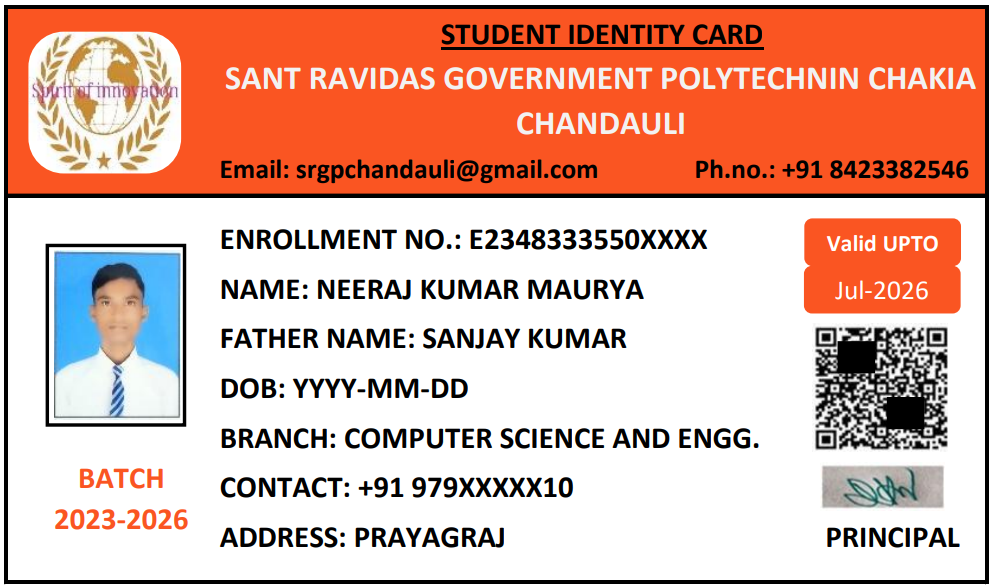 STUDENT IDENTITY CARD
Spirit of innovation
SANT RAVIDAS GOVERNMENT POLYTECHNIN CHAKIA
CHANDAULI
Email: srgpchandauli@gmail.com Ph.no.: +91 8423382546
ENROLLMENT NO.: E2348333550XXXX
Valid UPTO
NAME: NEERAJ KUMAR MAURYA
Jul-2026
FATHER NAME: SANJAY KUMAR
DOB: YYYY-MM-DD
BRANCH: COMPUTER SCIENCE AND ENGG.
BATCH
2023-2026
CONTACT: +91 979XXXXX10
ADDRESS: PRAYAGRAJ
PRINCIPAL